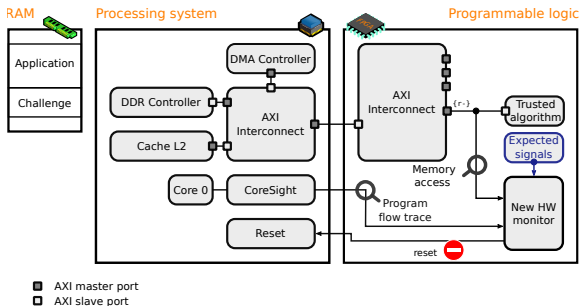 RAM
Processing system
Programmable logic
FPGA
Application
Challenge
DMA Controller
DDR Controller
AXI
Interconnect
Cache L2
Core 0
CoreSight
Reset
AXI
Interconnect
{r-}
Trusted
algorithm
Expected
signals
Memory
access
Program
flow trace
New HW
monitor
reset
AXI master port
AXI slave port